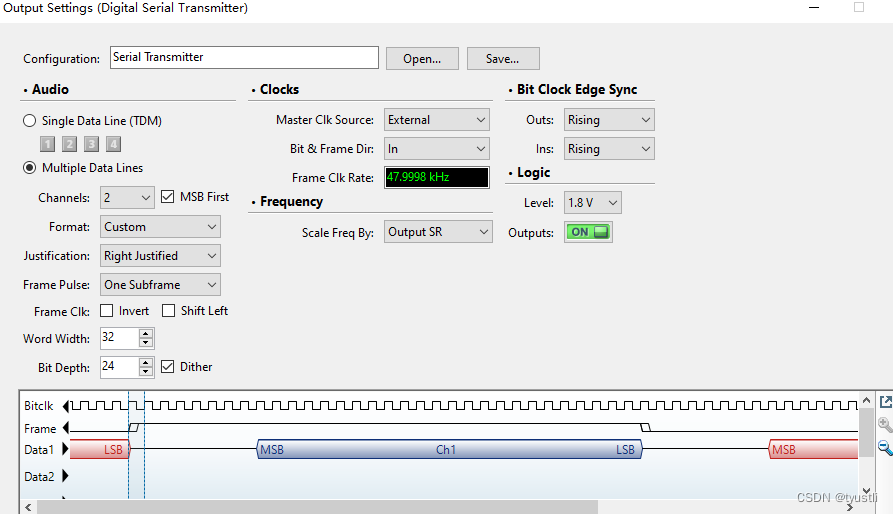 Output Settings (Digital Serial Transmitter)
Configuration: Serial Transmitter Open... Save...
• Audio
Single Data Line (TDM)
1 2 3 4
Multiple Data Lines
Channels: 2 MSB First
Format: Custom
Justification: Right Justified
Frame Pulse: One Subframe
Frame Clk: Invert Shift Left
Word Width: 32
Bit Depth: 24 Dither
• Clocks
Master Clk Source: External
Bit & Frame Dir: In
Frame Clk Rate: 47.9998 kHz
• Frequency
Scale Freq By: Output SR
• Bit Clock Edge Sync
Outs: Rising
Ins: Rising
• Logic
Level: 1.8 V
Outputs: ON
Bitclk
Frame
Data1 LSB MSB Ch1 LSB MSB
Data2
CSDN @tyustli